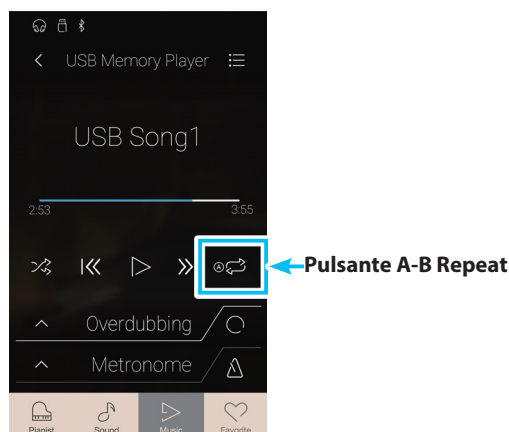 USB Memory Player
USB Song1
2:53 3:55
A
Pulsante A-B Repeat
Overdubbing
Metronome
Pianist Sound Music Favorite